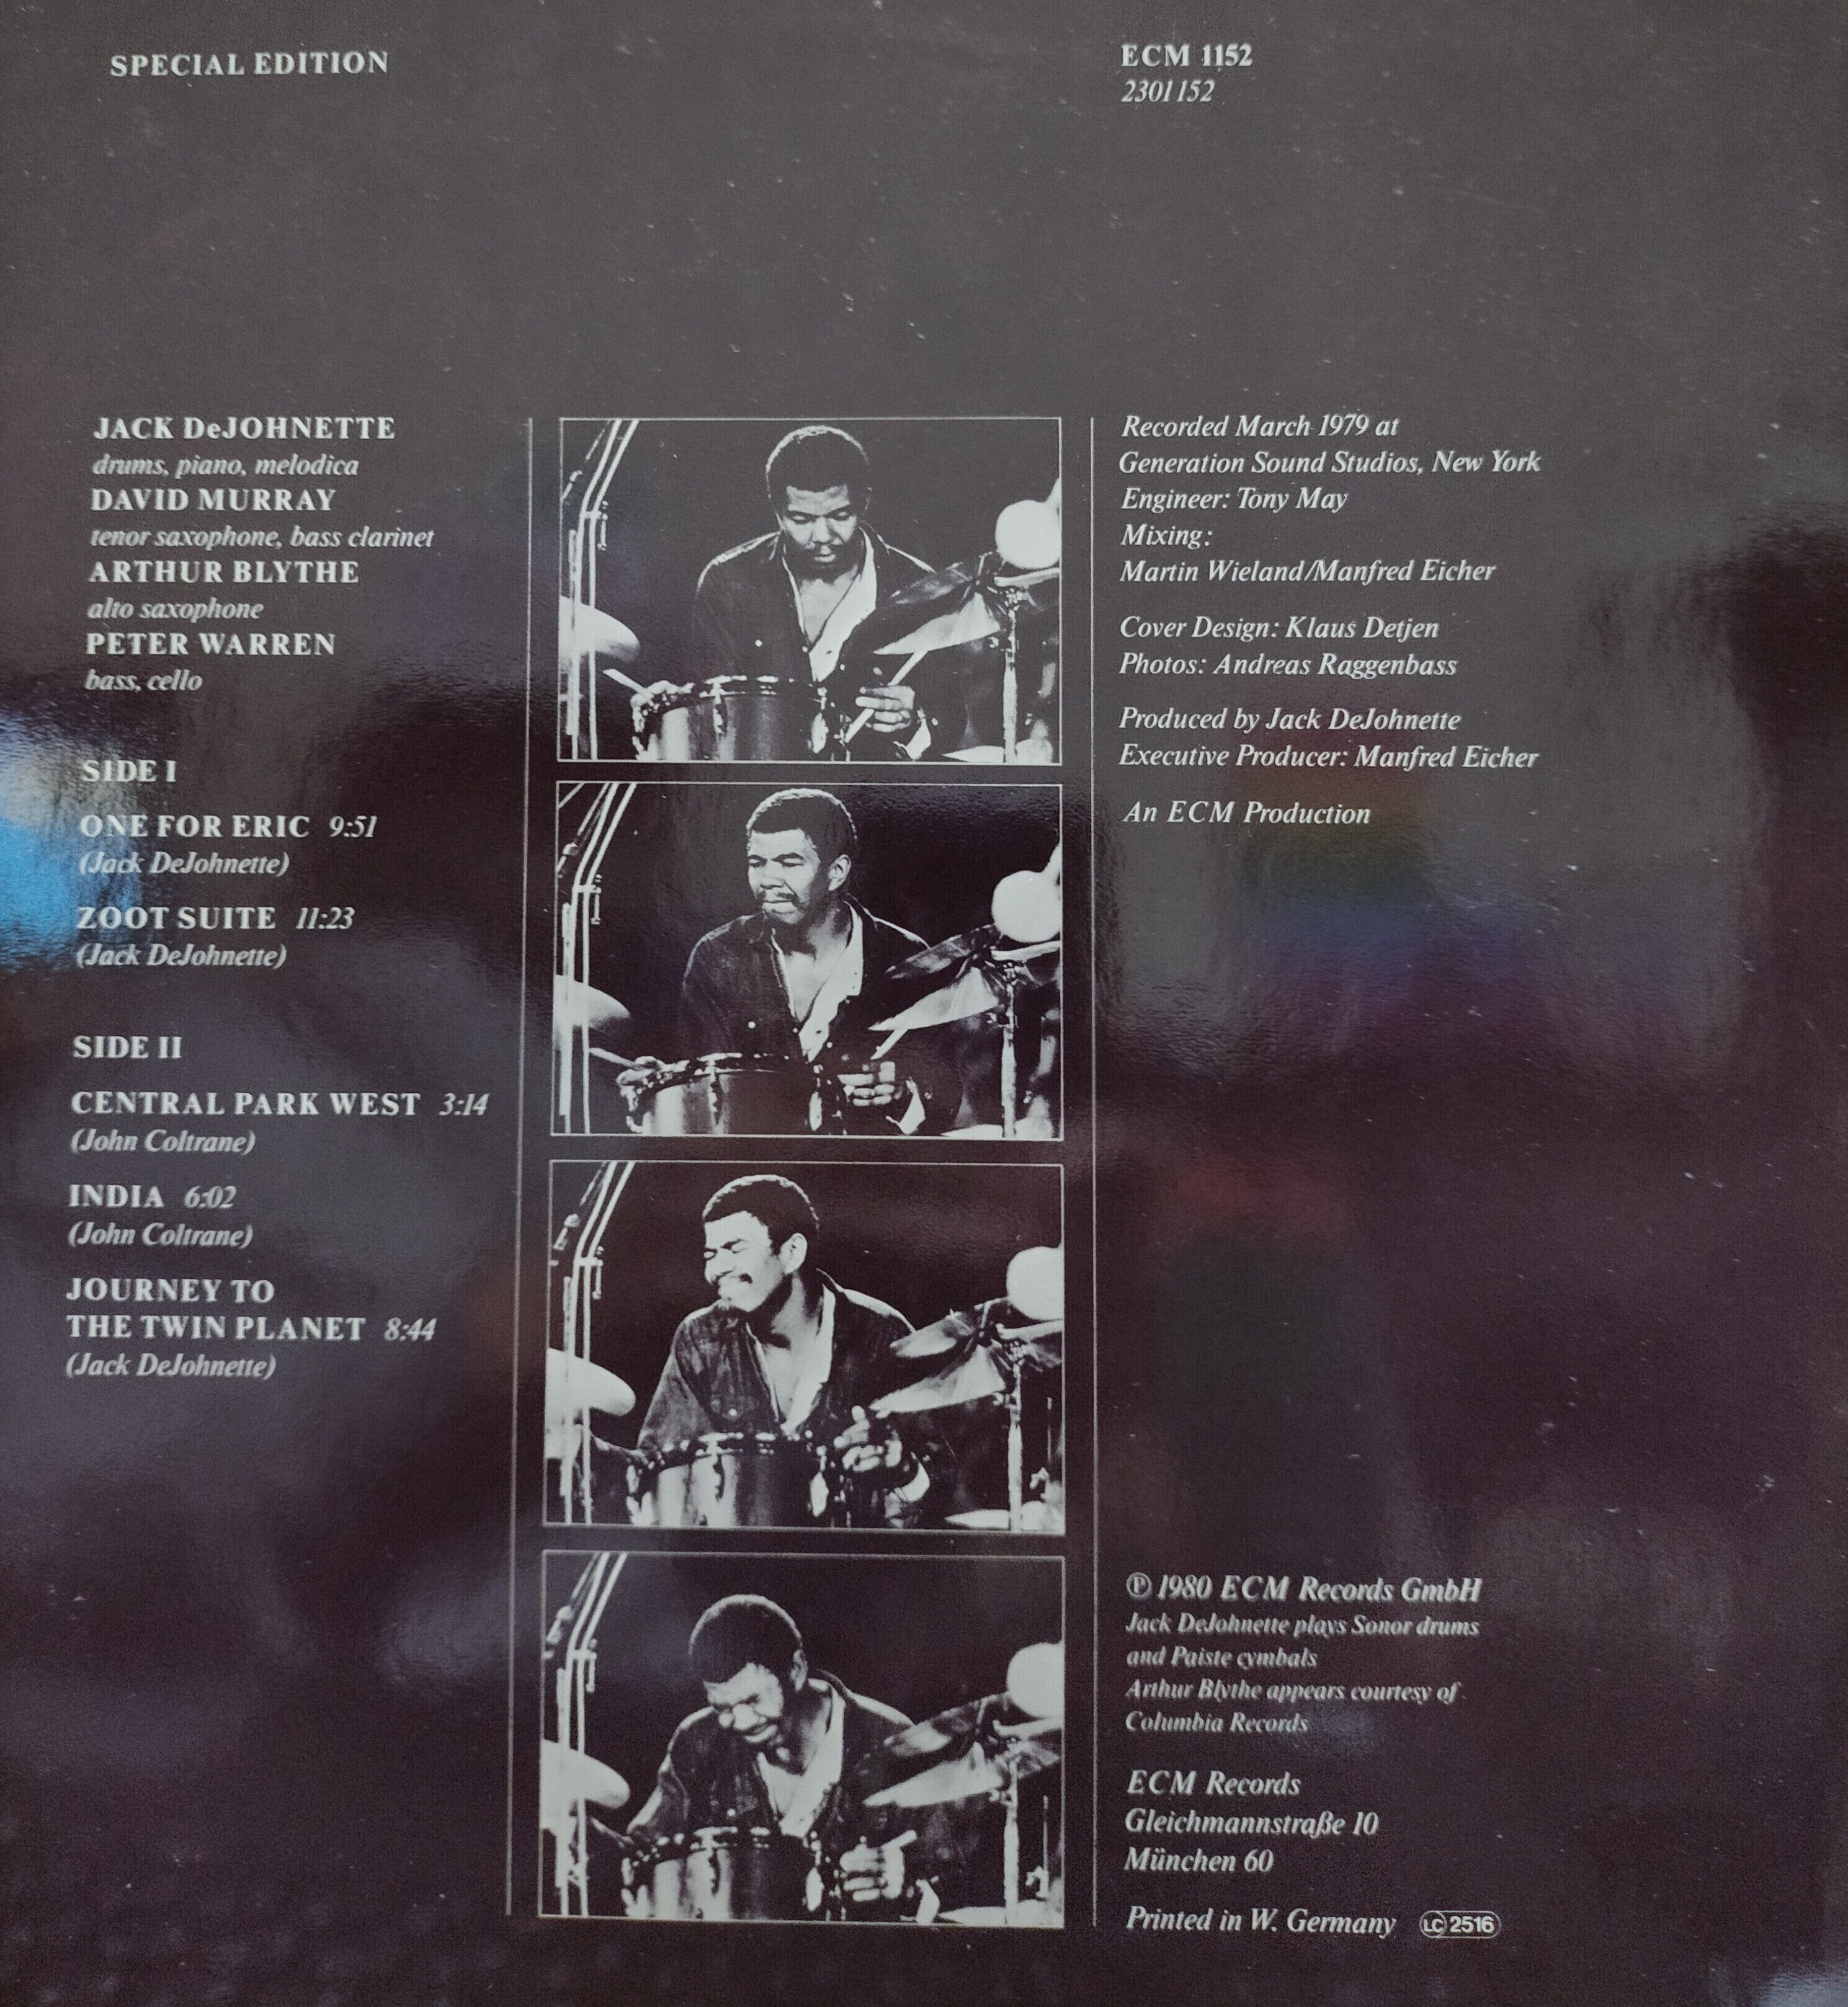 SPECIAL EDITION
ECM 1152
2301 152
JACK DeJOHNETTE
drums, piano, melodica
DAVID MURRAY
tenor saxophone, bass clarinet
ARTHUR BLYTHE
alto saxophone
PETER WARREN
bass, cello
SIDE I
ONE FOR ERIC 9:51
(Jack DeJohnette)
ZOOT SUITE 11:23
(Jack DeJohnette)
SIDE II
CENTRAL PARK WEST 3:14
(John Coltrane)
INDIA 6:02
(John Coltrane)
JOURNEY TO
THE TWIN PLANET 8:44
(Jack DeJohnette)
Recorded March 1979 at
Generation Sound Studios, New York
Engineer: Tony May
Mixing:
Martin Wieland/Manfred Eicher
Cover Design: Klaus Detjen
Photos: Andreas Raggenbass
Produced by Jack DeJohnette
Executive Producer: Manfred Eicher
An ECM Production
℗ 1980 ECM Records GmbH
Jack DeJohnette plays Sonor drums
and Paiste cymbals
Arthur Blythe appears courtesy of
Columbia Records
ECM Records
Gleichmannstraße 10
München 60
Printed in W. Germany LC 2516